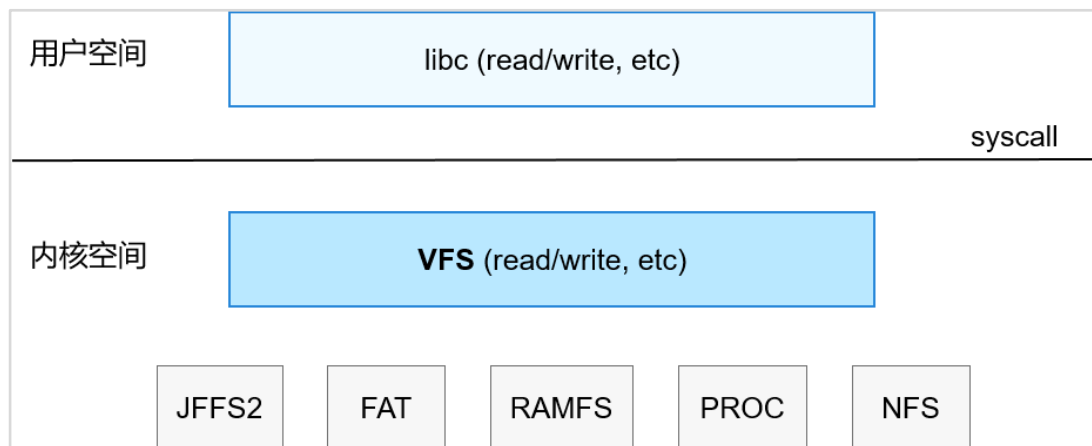 用户空间
libc (read/write, etc)
syscall
内核空间
VFS (read/write, etc)
JFFS2
FAT
RAMFS
PROC
NFS